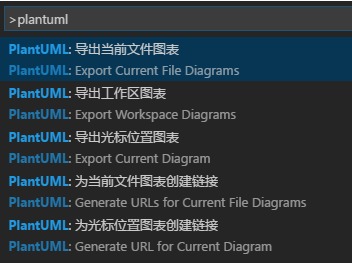 >plantuml
PlantUML: 导出当前文件图表
PlantUML: Export Current File Diagrams
PlantUML: 导出工作区图表
PlantUML: Export Workspace Diagrams
PlantUML: 导出光标位置图表
PlantUML: Export Current Diagram
PlantUML: 为当前文件图表创建链接
PlantUML: Generate URLs for Current File Diagrams
PlantUML: 为光标位置图表创建链接
PlantUML: Generate URL for Current Diagram